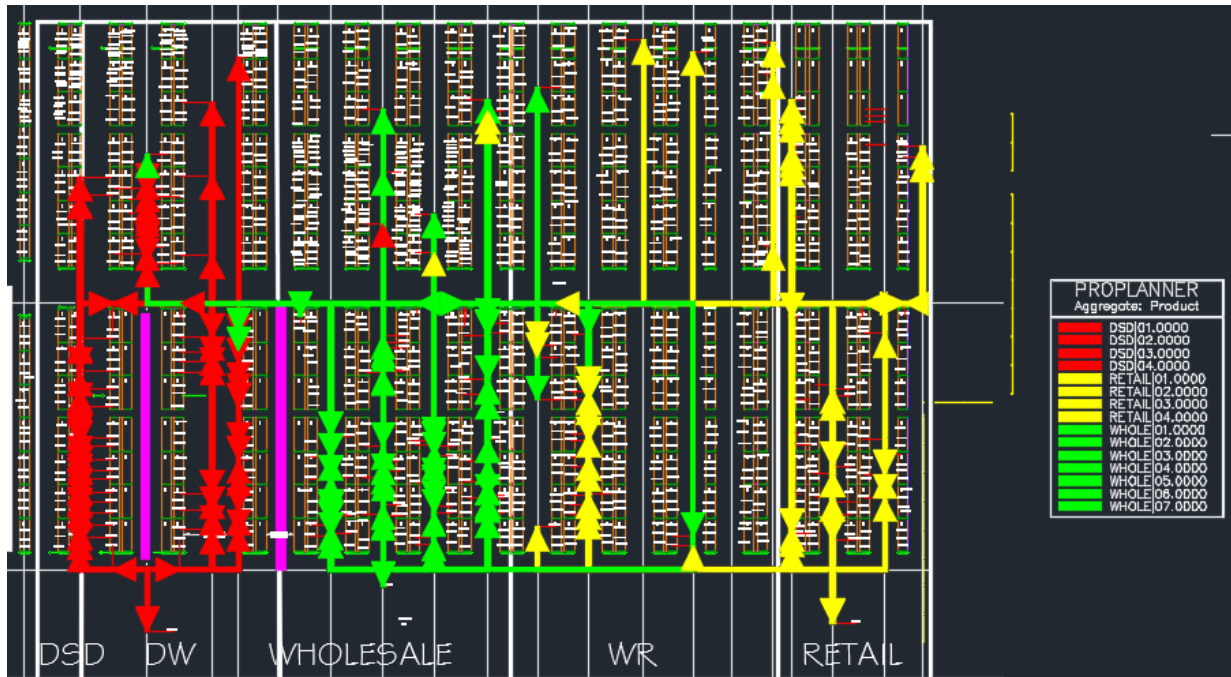 PROPLANNER
Aggregate: Product
DSD|01.0000
DSD|02.0000
DSD|03.0000
DSD|04.0000
RETAIL|01.0000
RETAIL|02.0000
RETAIL|03.0000
RETAIL|04.0000
WHOLE|01.0000
WHOLE|02.0000
WHOLE|03.0000
WHOLE|04.0000
WHOLE|05.0000
WHOLE|06.0000
WHOLE|07.0000
DSD DW WHOLESALE WR RETAIL